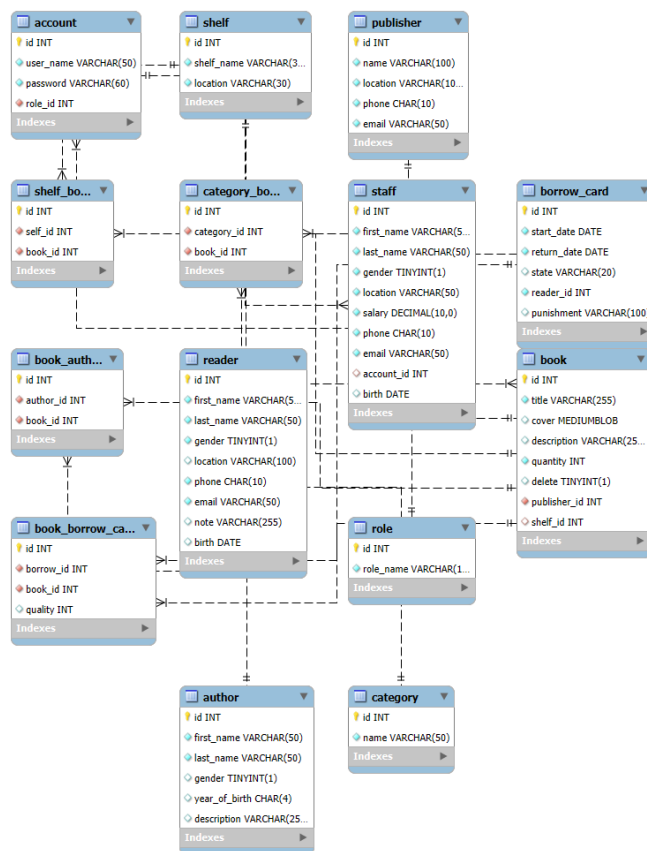 account
id INT
user_name VARCHAR(50)
password VARCHAR(60)
role_id INT
Indexes
shelf
id INT
shelf_name VARCHAR(3...
location VARCHAR(30)
Indexes
publisher
id INT
name VARCHAR(100)
location VARCHAR(10...
phone CHAR(10)
email VARCHAR(50)
Indexes
shelf_bo...
id INT
self_id INT
book_id INT
Indexes
category_bo...
id INT
category_id INT
book_id INT
Indexes
staff
id INT
first_name VARCHAR(5...
last_name VARCHAR(50)
gender TINYINT(1)
location VARCHAR(50)
salary DECIMAL(10,0)
phone CHAR(10)
email VARCHAR(50)
account_id INT
birth DATE
Indexes
borrow_card
id INT
start_date DATE
return_date DATE
state VARCHAR(20)
reader_id INT
punishment VARCHAR(100)
book_auth...
id INT
author_id INT
book_id INT
Indexes
reader
id INT
first_name VARCHAR(5...
last_name VARCHAR(50)
gender TINYINT(1)
location VARCHAR(100)
phone CHAR(10)
email VARCHAR(50)
note VARCHAR(255)
birth DATE
Indexes
book
id INT
title VARCHAR(255)
cover MEDIUMBLOB
description VARCHAR(25...
quantity INT
delete TINYINT(1)
publisher_id INT
shelf_id INT
Indexes
book_borrow_ca...
id INT
borrow_id INT
book_id INT
quality INT
Indexes
role
id INT
role_name VARCHAR(1...
Indexes
author
id INT
first_name VARCHAR(50)
last_name VARCHAR(50)
gender TINYINT(1)
year_of_birth CHAR(4)
description VARCHAR(25...
Indexes
category
id INT
name VARCHAR(50)
Indexes